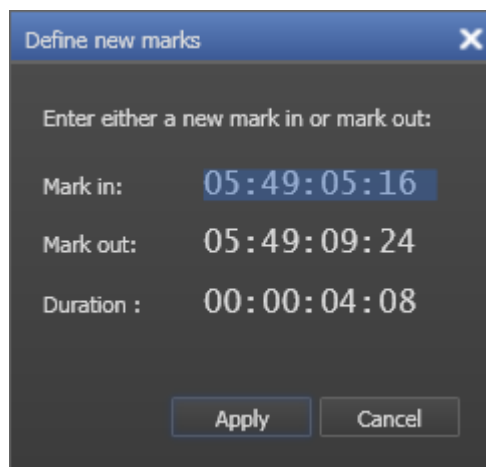 Define new marks
Enter either a new mark in or mark out:
Mark in: 05:49:05:16
Mark out: 05:49:09:24
Duration : 00:00:04:08
Apply Cancel